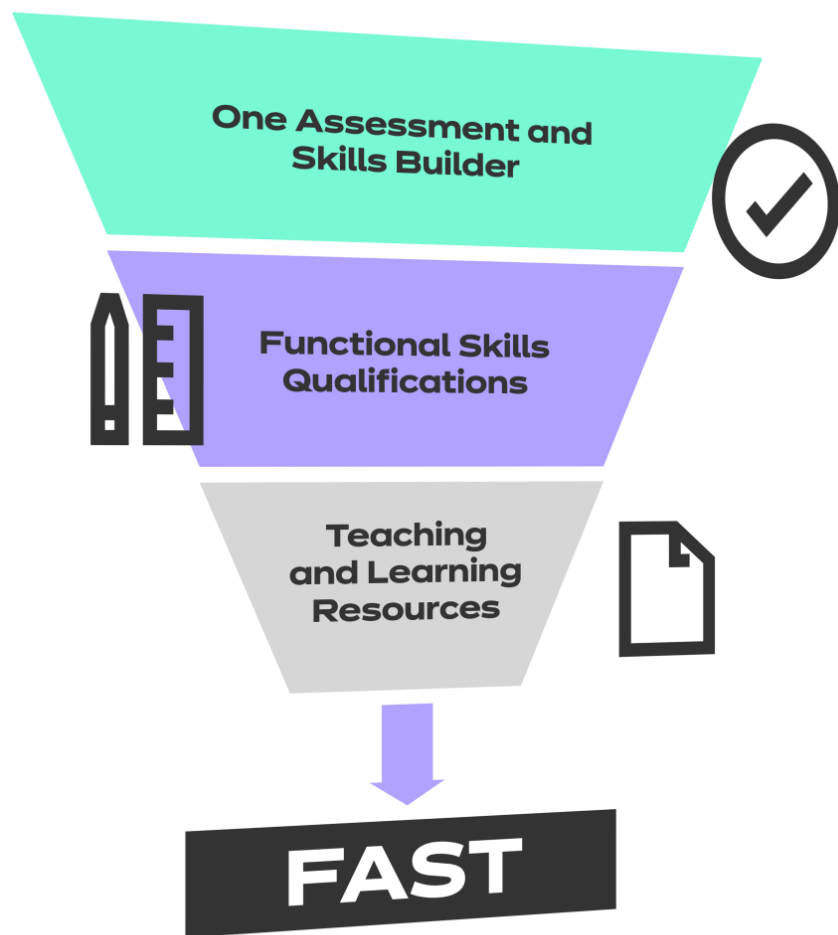 One Assessment and
Skills Builder
Functional Skills
Qualifications
Teaching
and Learning
Resources
FAST